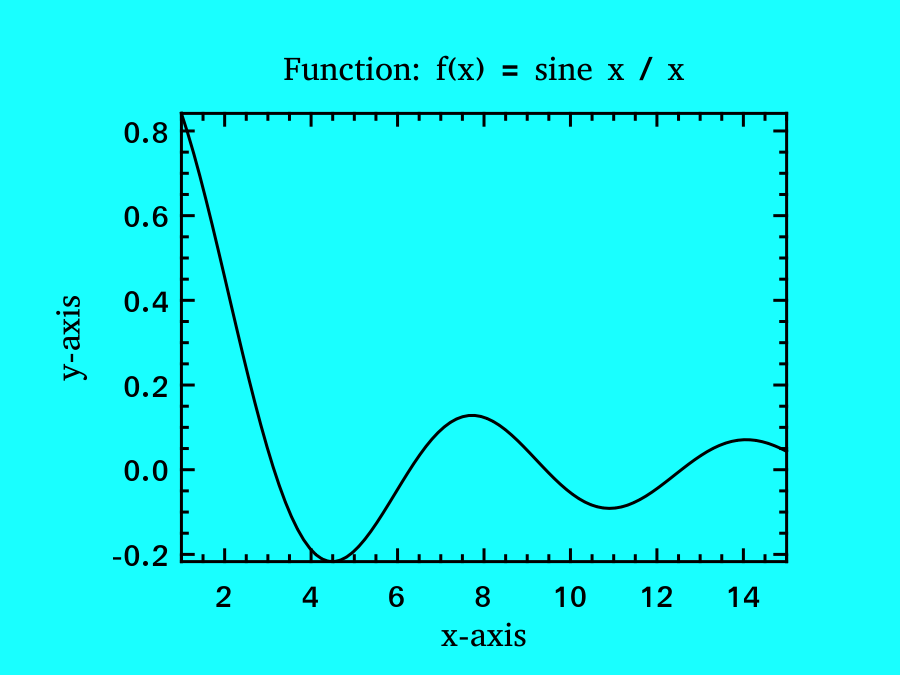 Function: f(x) = sine x / x
0.8
0.6
0.4
0.2
0.0
-0.2
y-axis
2 4 6 8 10 12 14
x-axis